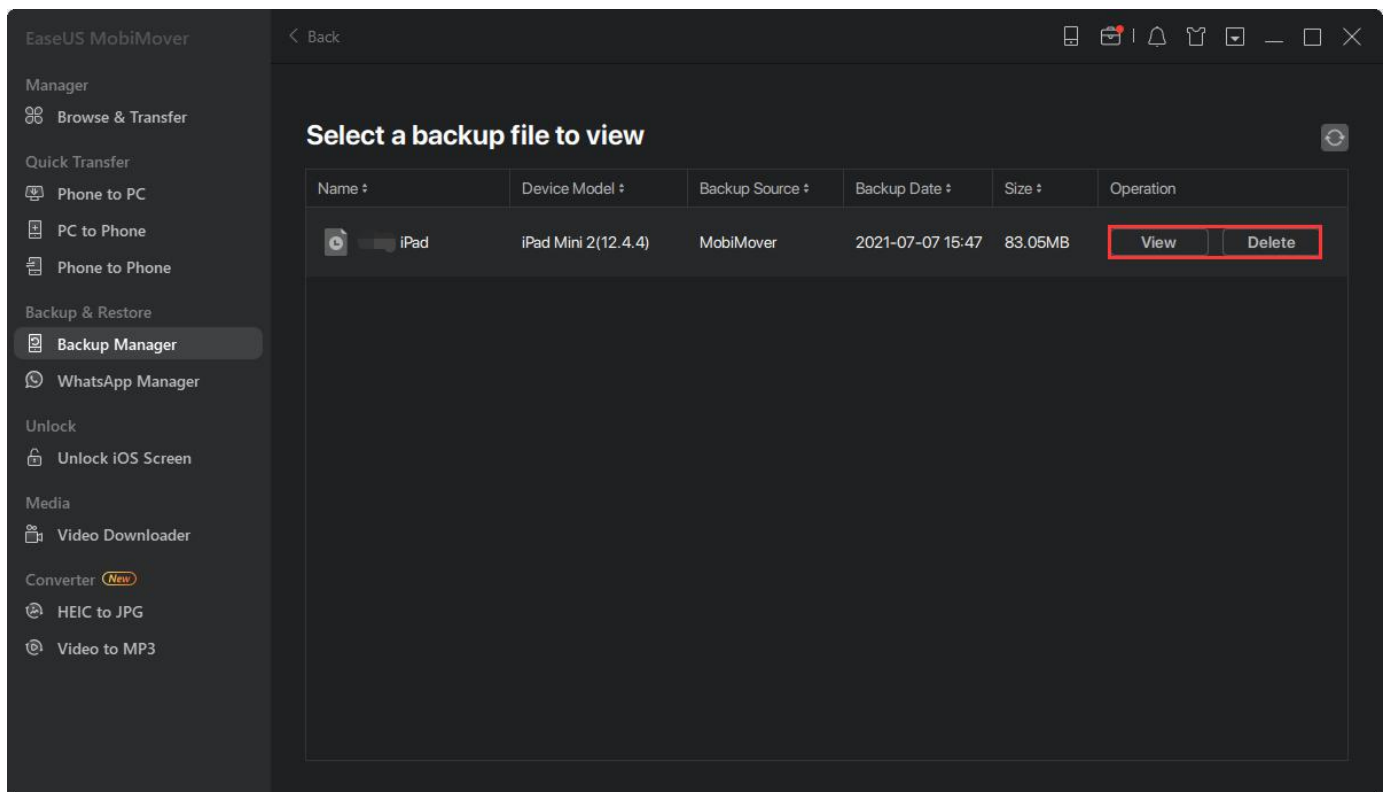 EaseUS MobiMover
Back
Manager
Browse & Transfer
Quick Transfer
Phone to PC
PC to Phone
Phone to Phone
Backup & Restore
Backup Manager
WhatsApp Manager
Unlock
Unlock iOS Screen
Media
Video Downloader
Converter New
HEIC to JPG
Video to MP3
Select a backup file to view
Name Device Model Backup Source Backup Date Size Operation
iPad iPad Mini 2(12.4.4) MobiMover 2021-07-07 15:47 83.05MB View Delete